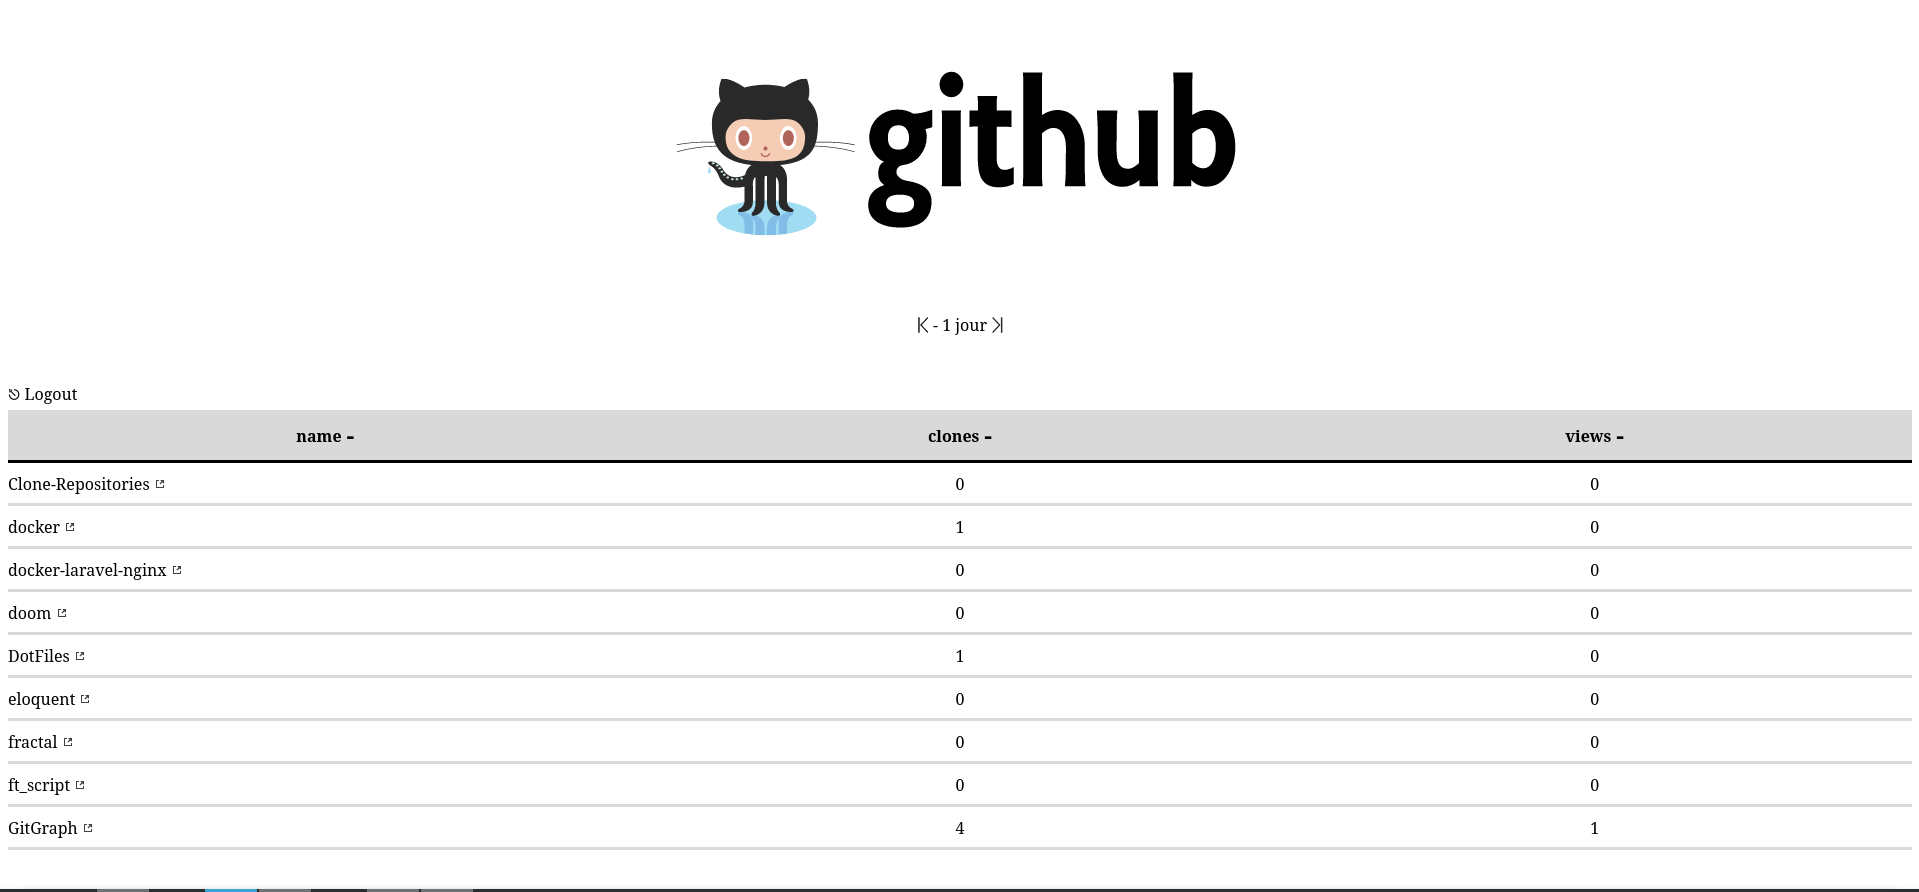 github
- 1 jour
Logout
name - clones - views -
Clone-Repositories 0 0
docker 1 0
docker-laravel-nginx 0 0
doom 0 0
DotFiles 1 0
eloquent 0 0
fractal 0 0
ft_script 0 0
GitGraph 4 1